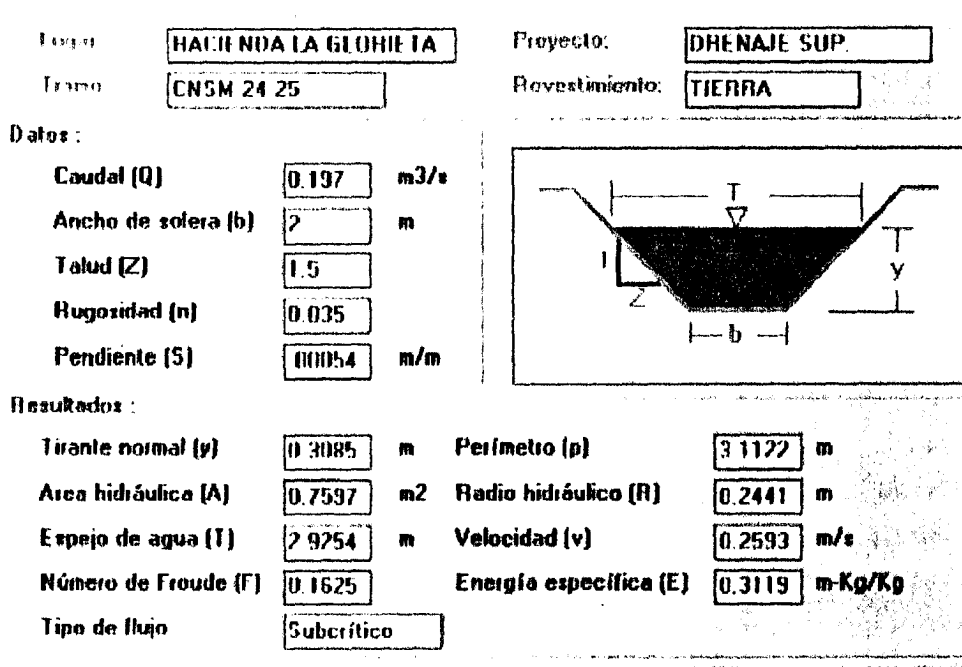 Lugar: HACIENDA LA GLORIETA Proyecto: DRENAJE SUP.
Tramo: CNSM 24-25 Revestimiento: TIERRA
Datos :
Caudal (Q) 0.197 m3/s
Ancho de solera (b) 2 m
Talud (Z) 1.5
Rugosidad (n) 0.035
Pendiente (S) .00054 m/m
T
1
Z
y
b
Resultados :
Tirante normal (y) 0.3085 m Perímetro (p) 3.1122 m
Area hidráulica (A) 0.7597 m2 Radio hidráulico (R) 0.2441 m
Espejo de agua (T) 2.9254 m Velocidad (v) 0.2593 m/s
Número de Froude (F) 0.1625 Energía específica (E) 0.3119 m-Kg/Kg
Tipo de flujo Subcrítico